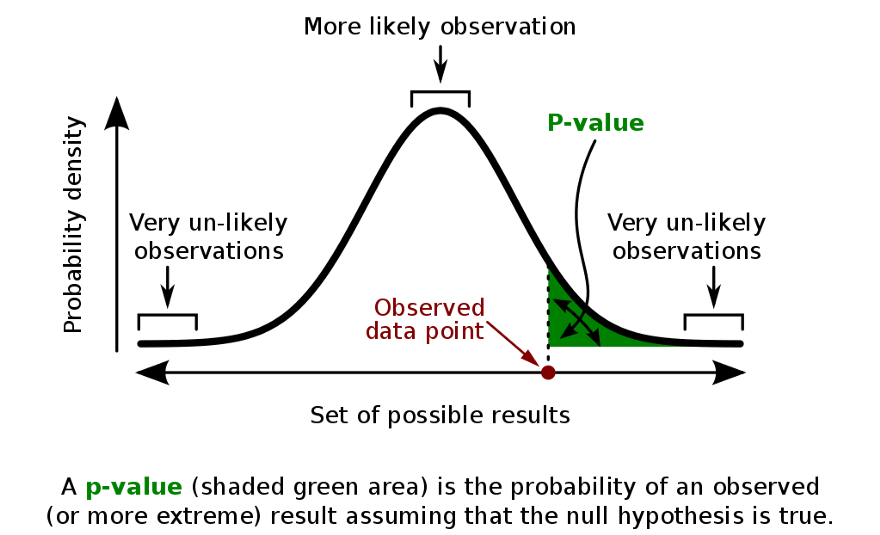 More likely observation
P-value
Probability density
Very un-likely
observations
Very un-likely
observations
Observed
data point
Set of possible results
A p-value (shaded green area) is the probability of an observed
(or more extreme) result assuming that the null hypothesis is true.